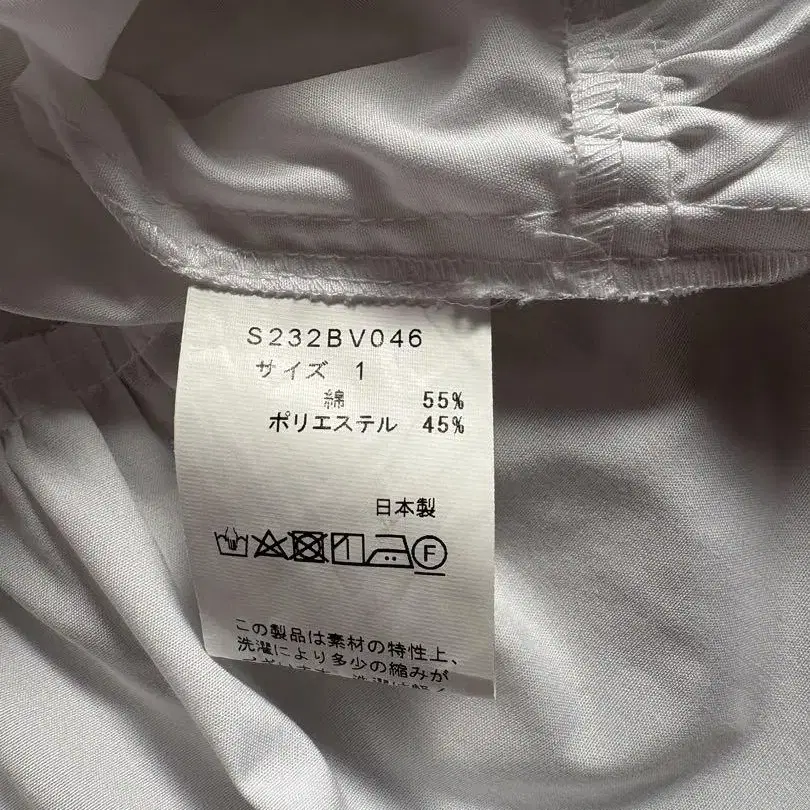 S232BV046
サイズ 1
綿 55%
ポリエステル 45%
日本製
F
この製品は素材の特性上、
洗濯により多少の縮みが